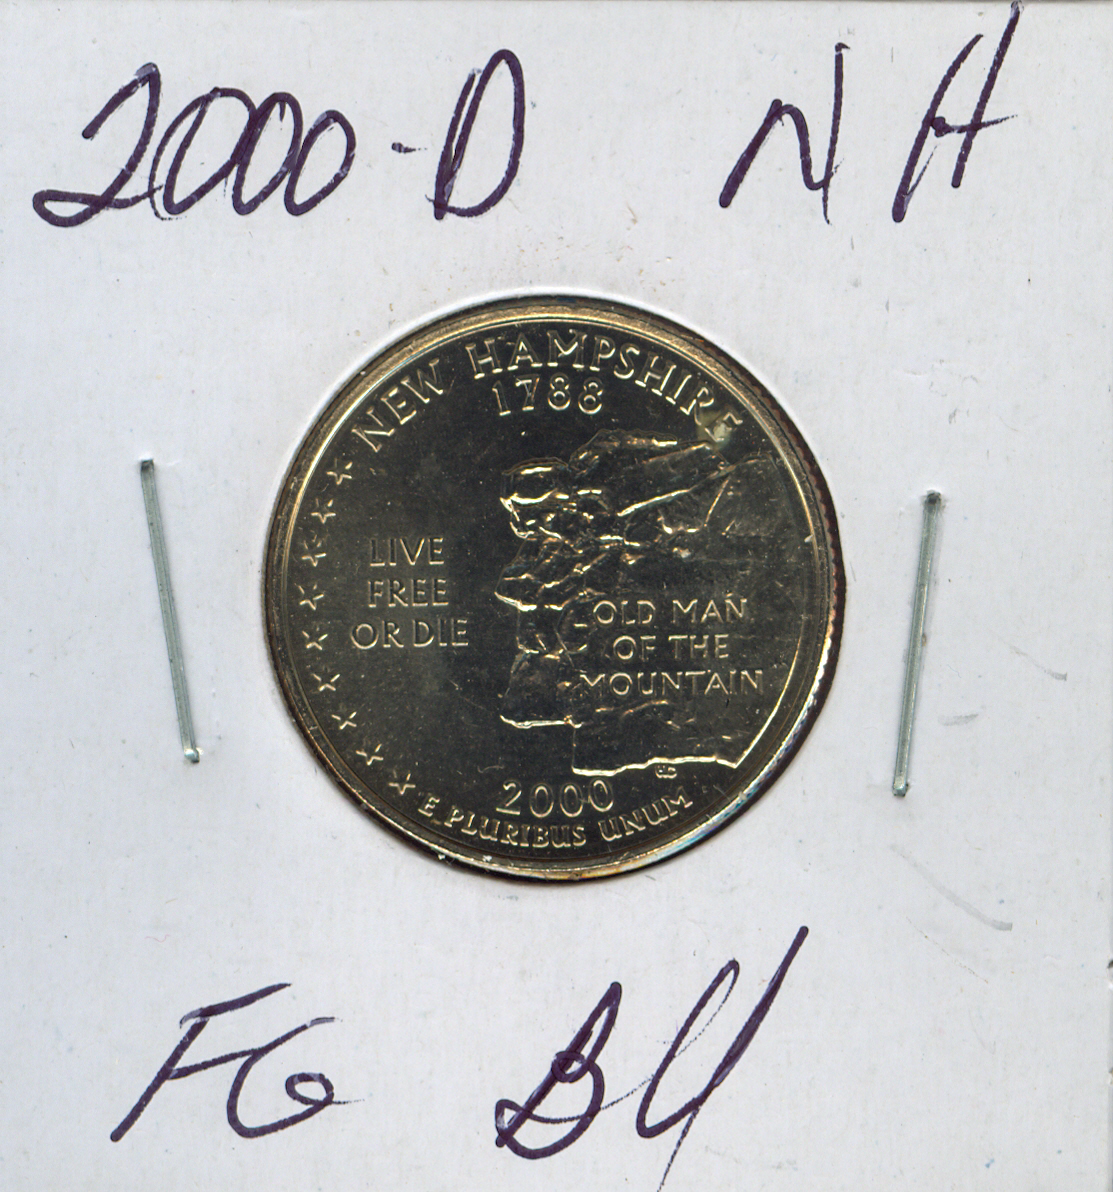 2000-D NH
NEW HAMPSHIRE
1788
LIVE
FREE
OR DIE
OLD MAN
OF THE
MOUNTAIN
2000
E PLURIBUS UNUM
FG BU